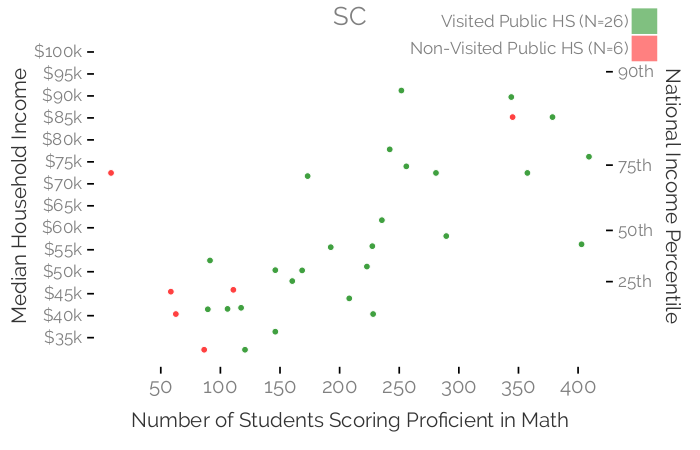 SC
Visited Public HS (N=26)
Non-Visited Public HS (N=6)
$100k
$95k
$90k
$85k
$80k
$75k
$70k
$65k
$60k
$55k
$50k
$45k
$40k
$35k
Median Household Income
90th
75th
50th
25th
National Income Percentile
50 100 150 200 250 300 350 400
Number of Students Scoring Proficient in Math